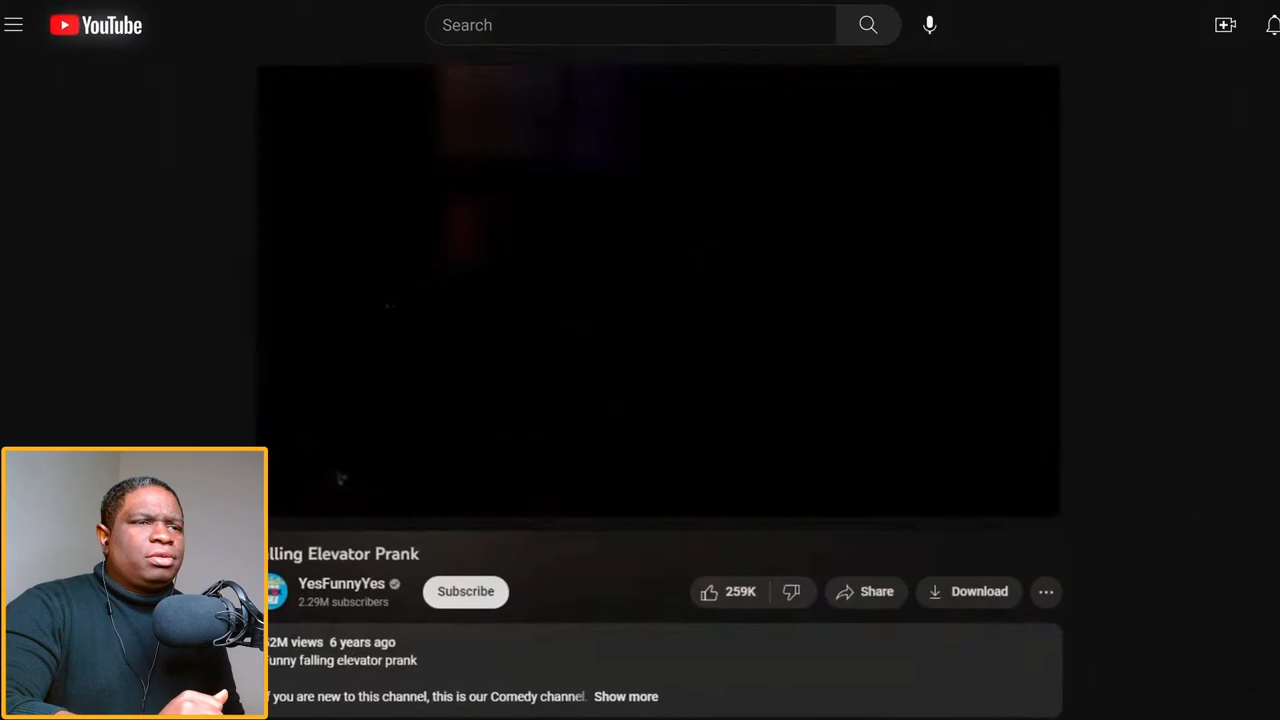 YouTube
Search
lling Elevator Prank
YesFunnyYes
2.29M subscribers
Subscribe
259K
Share
Download
2M views 6 years ago
unny falling elevator prank
f you are new to this channel, this is our Comedy channel. Show more